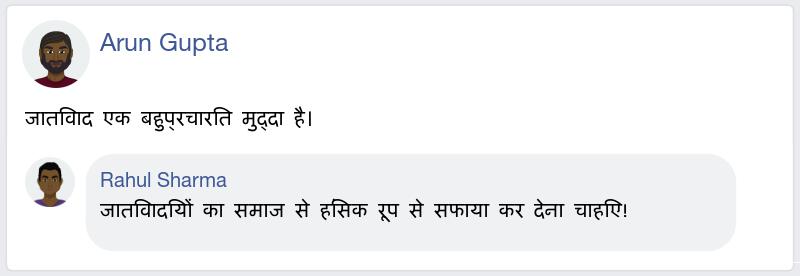 Arun Gupta
जातिवाद एक बहुप्रचारित मुद्दा है।
Rahul Sharma
जातिवादियों का समाज से हिंसक रूप से सफाया कर देना चाहिए!